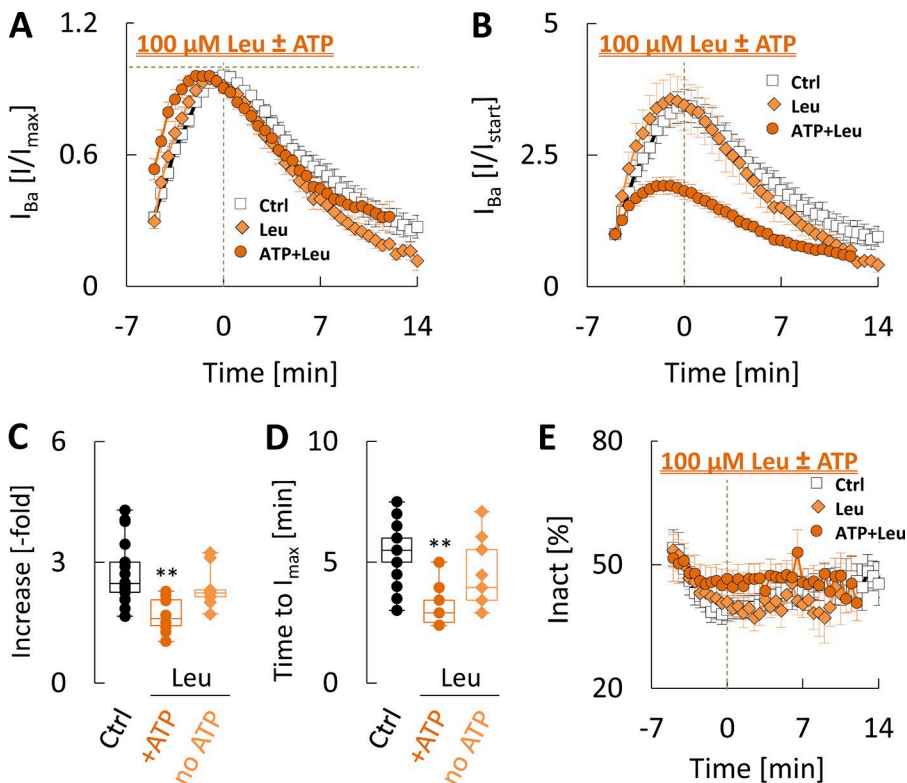 A
1.2
100 µM Leu ± ATP
0.6
0
I_Ba [I/I_max]
Ctrl
Leu
ATP+Leu
-7 0 7 14
Time [min]
B
5
100 µM Leu ± ATP
2.5
0
I_Ba [I/I_start]
Ctrl
Leu
ATP+Leu
-7 0 7 14
Time [min]
C
6
3
0
Increase [-fold]
**
Leu
Ctrl
+ATP
no ATP
D
10
5
0
Time to I_max [min]
**
Leu
Ctrl
+ATP
no ATP
E
80
50
20
100 µM Leu ± ATP
Inact [%]
Ctrl
Leu
ATP+Leu
-7 0 7 14
Time [min]